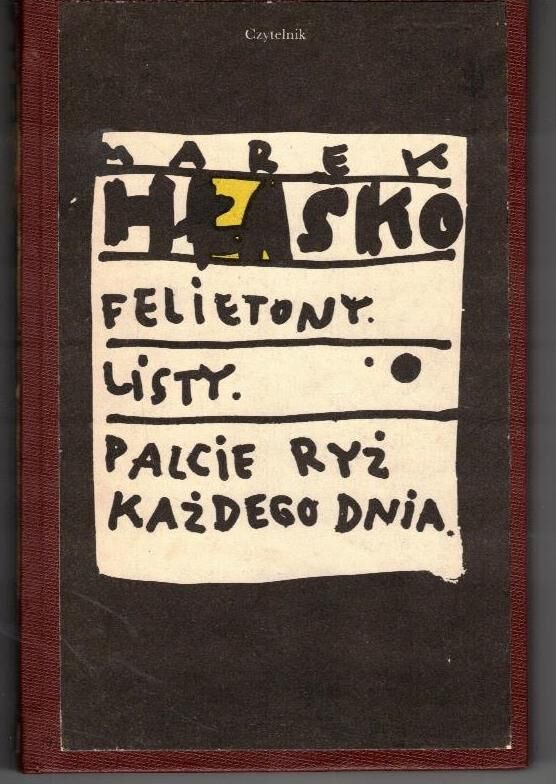 Czytelnik
MAREK
HŁASKO
FELIETONY.
LISTY.
PALCIE RYŻ
KAŻDEGO DNIA.